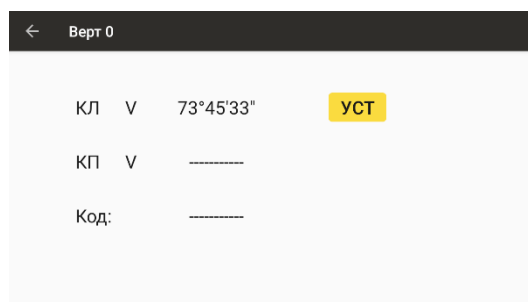 ← Верт 0
КЛ V 73°45'33" УСТ
КП V -----------
Код: -----------